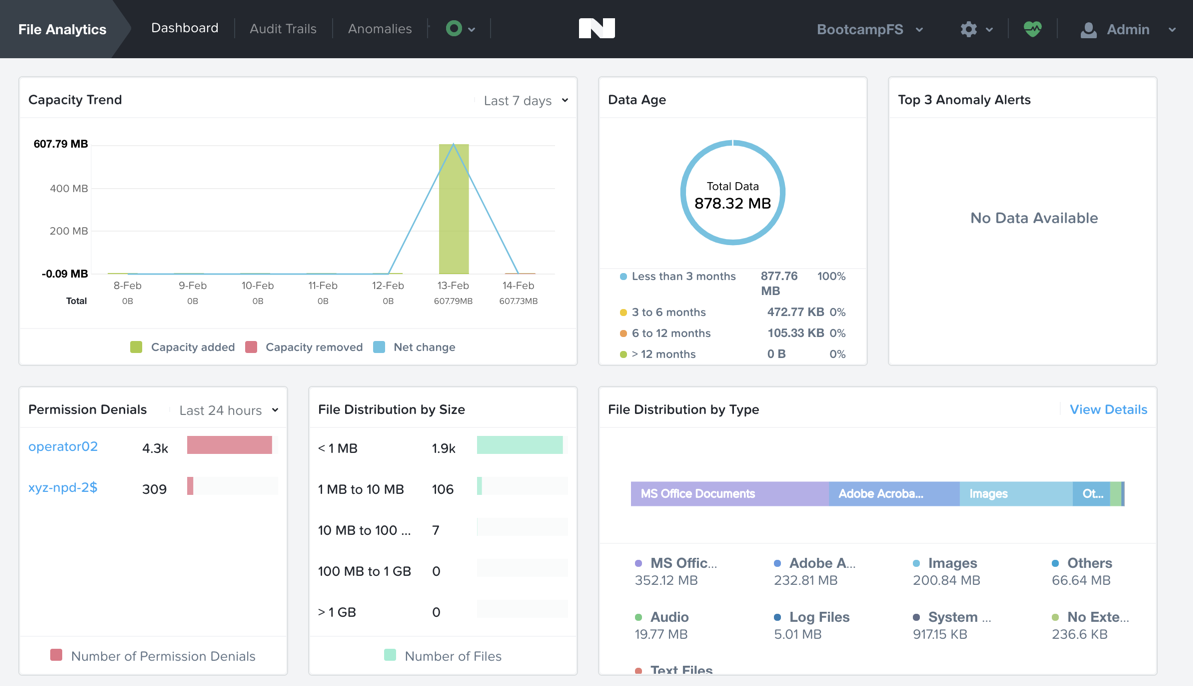 File Analytics
Dashboard
Audit Trails
Anomalies
BootcampFS
Admin
Capacity Trend
Last 7 days
607.79 MB
400 MB
200 MB
-0.09 MB
8-Feb 9-Feb 10-Feb 11-Feb 12-Feb 13-Feb 14-Feb
Total 0B 0B 0B 0B 0B 607.79MB 607.73MB
Capacity added Capacity removed Net change
Data Age
Total Data
878.32 MB
Less than 3 months 877.76 MB 100%
3 to 6 months 472.77 KB 0%
6 to 12 months 105.33 KB 0%
> 12 months 0 B 0%
Top 3 Anomaly Alerts
No Data Available
Permission Denials
Last 24 hours
operator02 4.3k
xyz-npd-2$ 309
Number of Permission Denials
File Distribution by Size
< 1 MB 1.9k
1 MB to 10 MB 106
10 MB to 100 ... 7
100 MB to 1 GB 0
> 1 GB 0
Number of Files
File Distribution by Type
View Details
MS Office Documents Adobe Acroba... Images Ot...
MS Offic... Adobe A... Images Others
352.12 MB 232.81 MB 200.84 MB 66.64 MB
Audio Log Files System ... No Exte...
19.77 MB 5.01 MB 917.15 KB 236.6 KB
Text Files